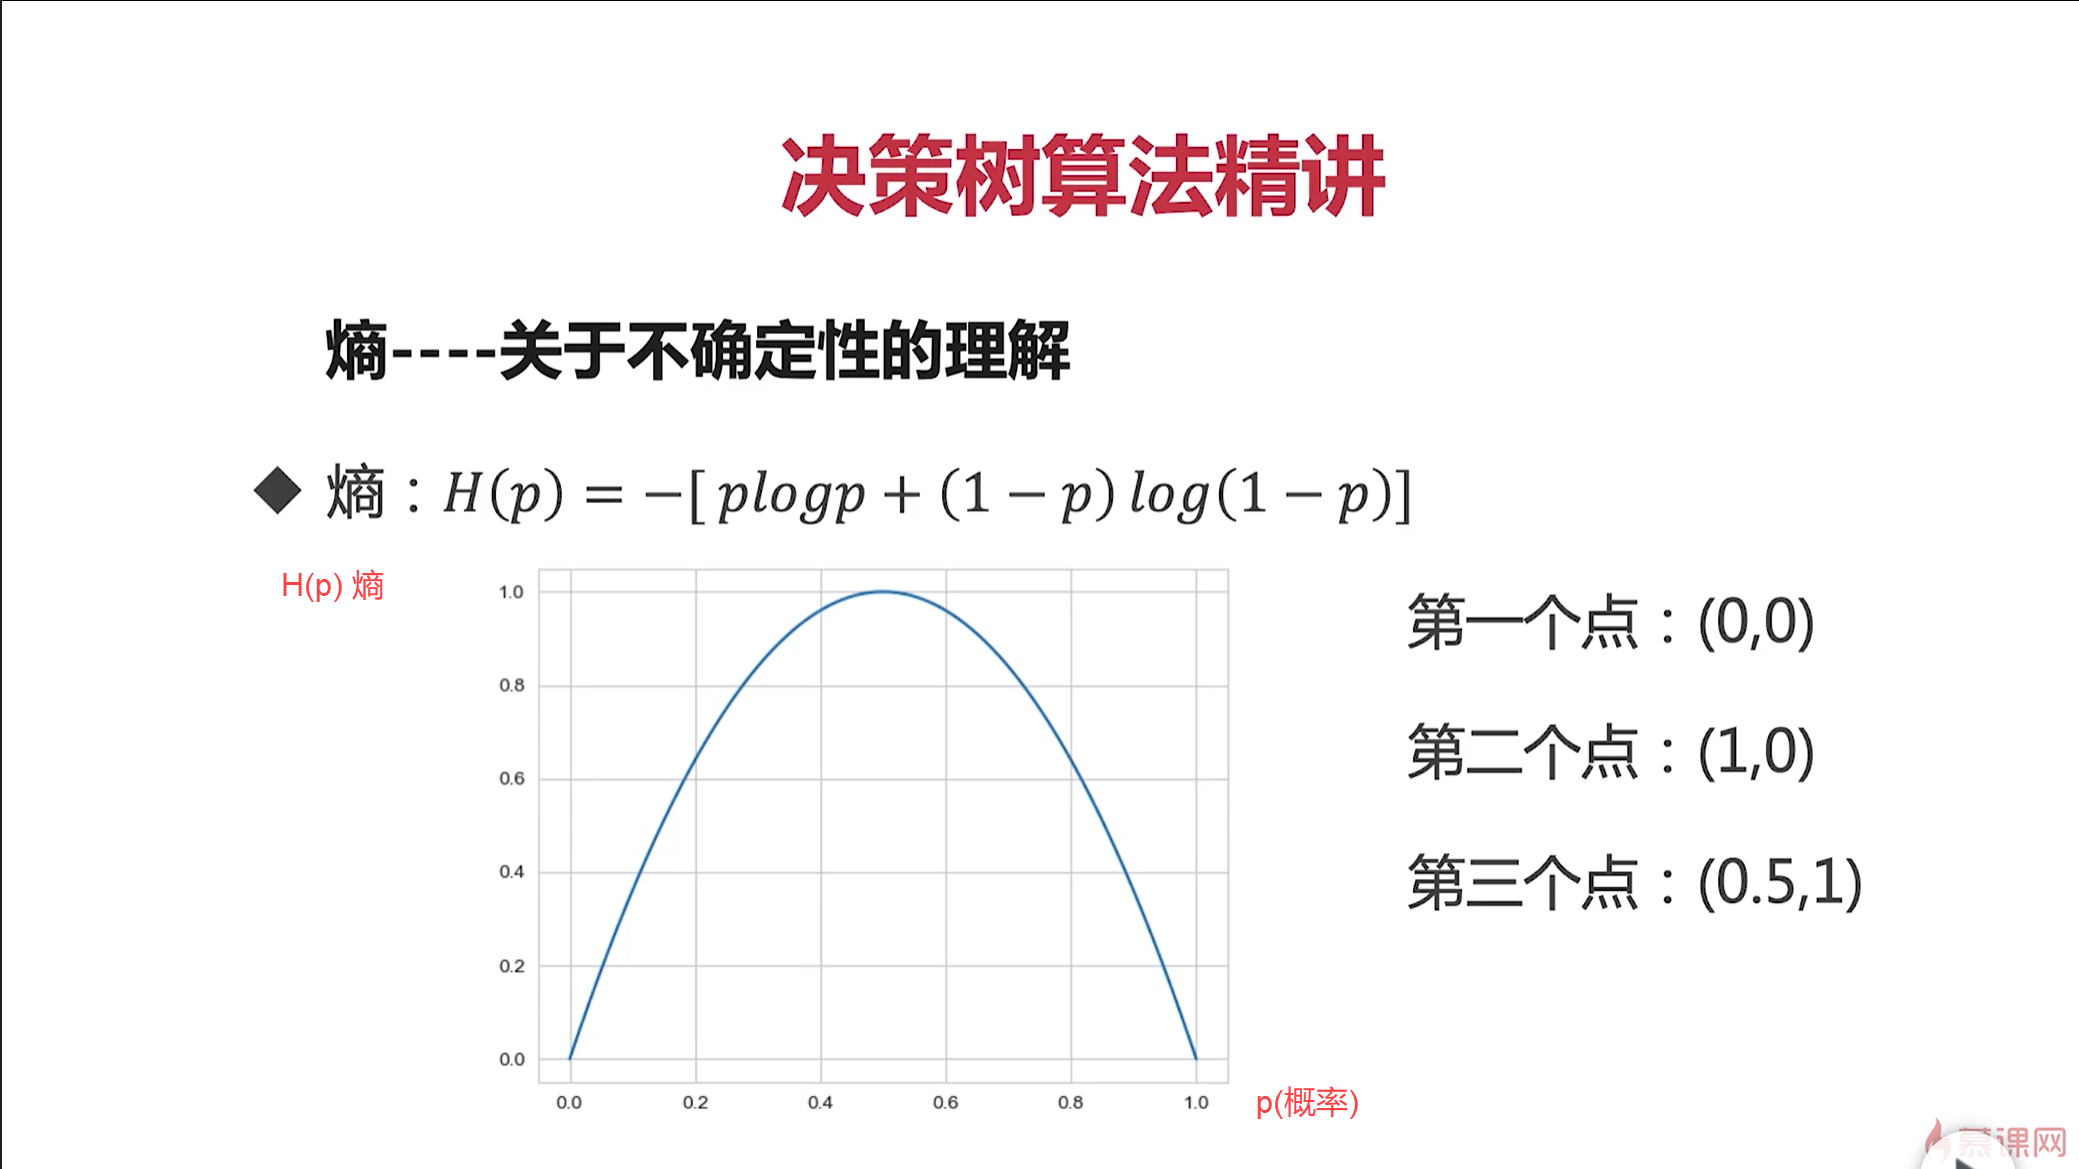 决策树算法精讲
熵----关于不确定性的理解
◆ 熵：H(p) = −[ plogp + (1 − p) log(1 − p)]
H(p) 熵
1.0
0.8
0.6
0.4
0.2
0.0
0.0 0.2 0.4 0.6 0.8 1.0
p(概率)
第一个点：(0,0)
第二个点：(1,0)
第三个点：(0.5,1)
慕课网